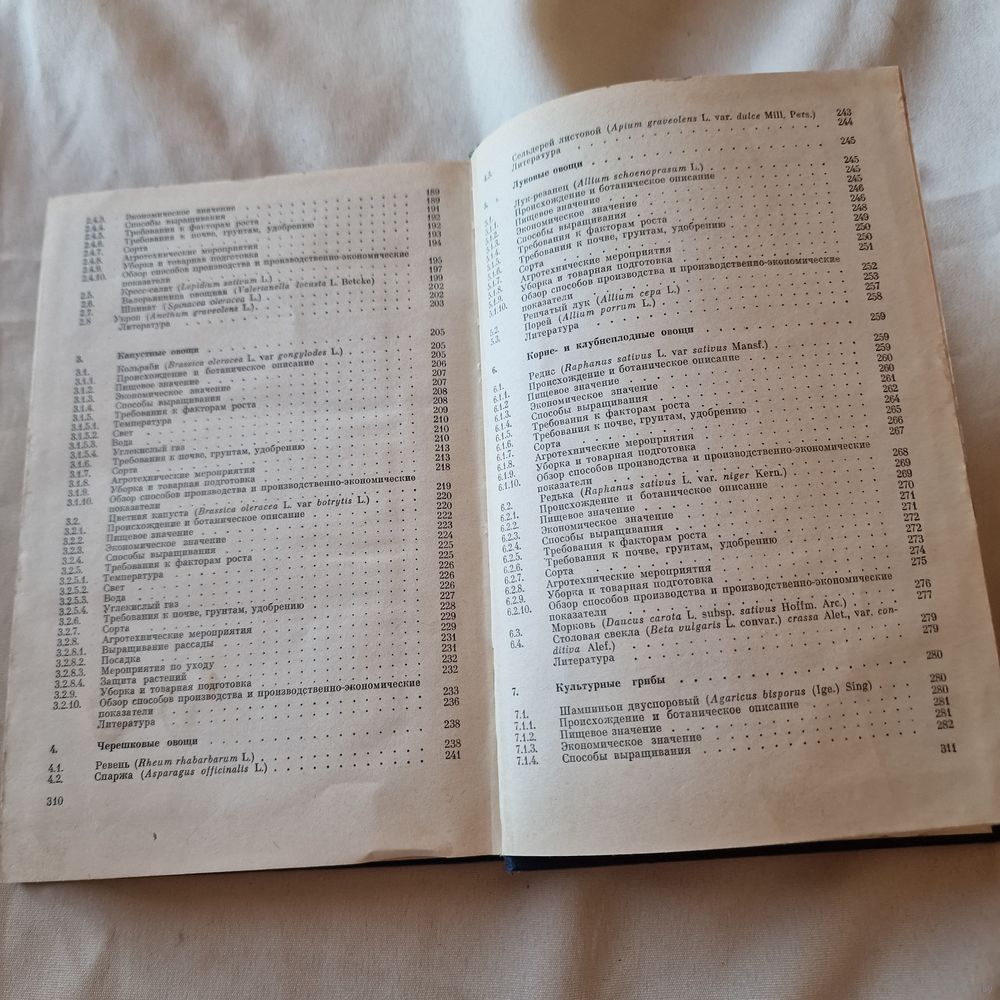 2.4.3. Экономическое значение 189
2.4.4. Способы выращивания 189
2.4.5. Требования к факторам роста 191
2.4.6. Требования к почве, грунтам, удобрению 192
2.4.7. Сорта 192
2.4.8. Агротехнические мероприятия 193
2.4.9. Уборка и товарная подготовка 194
2.4.10. Обзор способов производства и производственно-экономические
показатели 195
2.5. Кресс-салат (Lepidium sativum L.) 197
2.6. Валерьянница овощная (Valerianella locusta L. Betcke) 199
2.7. Шпинат (Spinacea oleracea L.) 202
2.8 Укроп (Anethum graveolens L.) 202
Литература 203
3. Капустные овощи 205
3.1. Кольраби (Brassica oleracea L. var gongylodes L.) 205
3.1.1. Происхождение и ботаническое описание 205
3.1.2. Пищевое значение 206
3.1.3. Экономическое значение 207
3.1.4. Способы выращивания 207
3.1.5. Требования к факторам роста 208
3.1.5.1. Температура 208
3.1.5.2. Свет 209
3.1.5.3. Вода 210
3.1.5.4. Углекислый газ 210
3.1.6. Требования к почве, грунтам, удобрению 210
3.1.7. Сорта 213
3.1.8. Агротехнические мероприятия 213
3.1.9. Уборка и товарная подготовка 218
3.1.10. Обзор способов производства и производственно-экономические
показатели 219
3.2. Цветная капуста (Brassica oleracea L. var botrytis L.) 220
3.2.1. Происхождение и ботаническое описание 220
3.2.2. Пищевое значение 222
3.2.3. Экономическое значение 223
3.2.4. Способы выращивания 224
3.2.5. Требования к факторам роста 225
3.2.5.1. Температура 225
3.2.5.2. Свет 226
3.2.5.3. Вода 226
3.2.5.4. Углекислый газ 227
3.2.6. Требования к почве, грунтам, удобрению 228
3.2.7. Сорта 229
3.2.8. Агротехнические мероприятия 229
3.2.8.1. Выращивание рассады 231
3.2.8.2. Посадка 231
3.2.8.3. Мероприятия по уходу 232
3.2.8.4. Защита растений 232
3.2.9. Уборка и товарная подготовка
3.2.10. Обзор способов производства и производственно-экономические
показатели 233
Литература 236
4. Черешковые овощи 238
4.1. Ревень (Rheum rhabarbarum L.) 238
4.2. Спаржа (Asparagus officinalis L.) 241
310
4.3. Сельдерей листовой (Apium graveolens L. var. dulce Mill. Pers.) 243
Литература 244
5. Луковые овощи 245
5.1. Лук-резанец (Allium schoenoprasum L.) 245
5.1.1. Происхождение и ботаническое описание 245
5.1.2. Пищевое значение 245
5.1.3. Экономическое значение 246
5.1.4. Способы выращивания 246
5.1.5. Требования к факторам роста 248
5.1.6. Требования к почве, грунтам, удобрению 249
5.1.7. Сорта 250
5.1.8. Агротехнические мероприятия 250
5.1.9. Уборка и товарная подготовка 251
5.1.10. Обзор способов производства и производственно-экономические
показатели 252
5.2. Репчатый лук (Allium cepa L.) 253
5.3. Порей (Allium porrum L.) 257
Литература 258
6. Корне- и клубнеплодные овощи 259
6.1. Редис (Raphanus sativus L. var sativus Mansf.) 259
6.1.1. Происхождение и ботаническое описание 259
6.1.2 Пищевое значение 260
6.1.3. Экономическое значение 260
6.1.4. Способы выращивания 261
6.1.5. Требования к факторам роста 262
6.1.6. Требования к почве, грунтам, удобрению 264
6.1.7. Сорта 265
6.1.8. Агротехнические мероприятия 266
6.1.9. Уборка и товарная подготовка 267
6.1.10. Обзор способов производства и производственно-экономические
показатели 268
6.2. Редька (Raphanus sativus L. var. niger Kern.) 269
6.2.1. Происхождение и ботаническое описание 269
6.2.2. Пищевое значение 270
6.2.3. Экономическое значение 271
6.2.4. Способы выращивания 272
6.2.5. Требования к факторам роста 272
6.2.6. Требования к почве, грунтам, удобрению 273
6.2.7. Сорта 274
6.2.8. Агротехнические мероприятия 275
6.2.9. Уборка и товарная подготовка
6.2.10. Обзор способов производства и производственно-экономические
показатели 276
6.3. Морковь (Daucus carota L. subsp. sativus Hoffm. Arc.) 277
6.4. Столовая свекла (Beta vulgaris L. convar.) crassa Alef., var. con-
ditiva Alef.) 279
Литература 279
7. Культурные грибы 280
7.1. Шампиньон двуспоровый (Agaricus bisporus (Ige.) Sing) 280
7.1.1. Происхождение и ботаническое описание 280
7.1.2. Пищевое значение 281
7.1.3. Экономическое значение 281
7.1.4. Способы выращивания 282
311